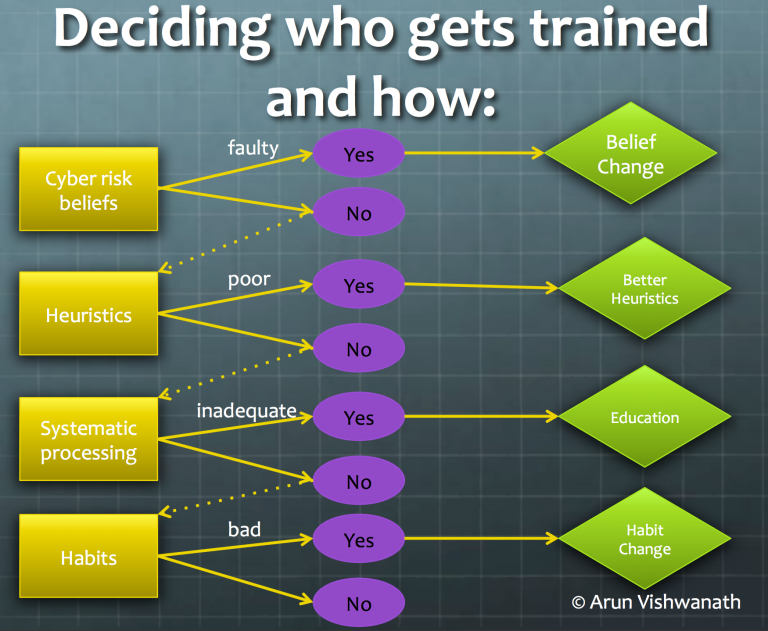 Deciding who gets trained
and how:
faulty
Cyber risk
beliefs
Yes
No
Belief
Change
poor
Heuristics
Yes
No
Better
Heuristics
inadequate
Systematic
processing
Yes
No
Education
bad
Habits
Yes
No
Habit
Change
© Arun Vishwanath